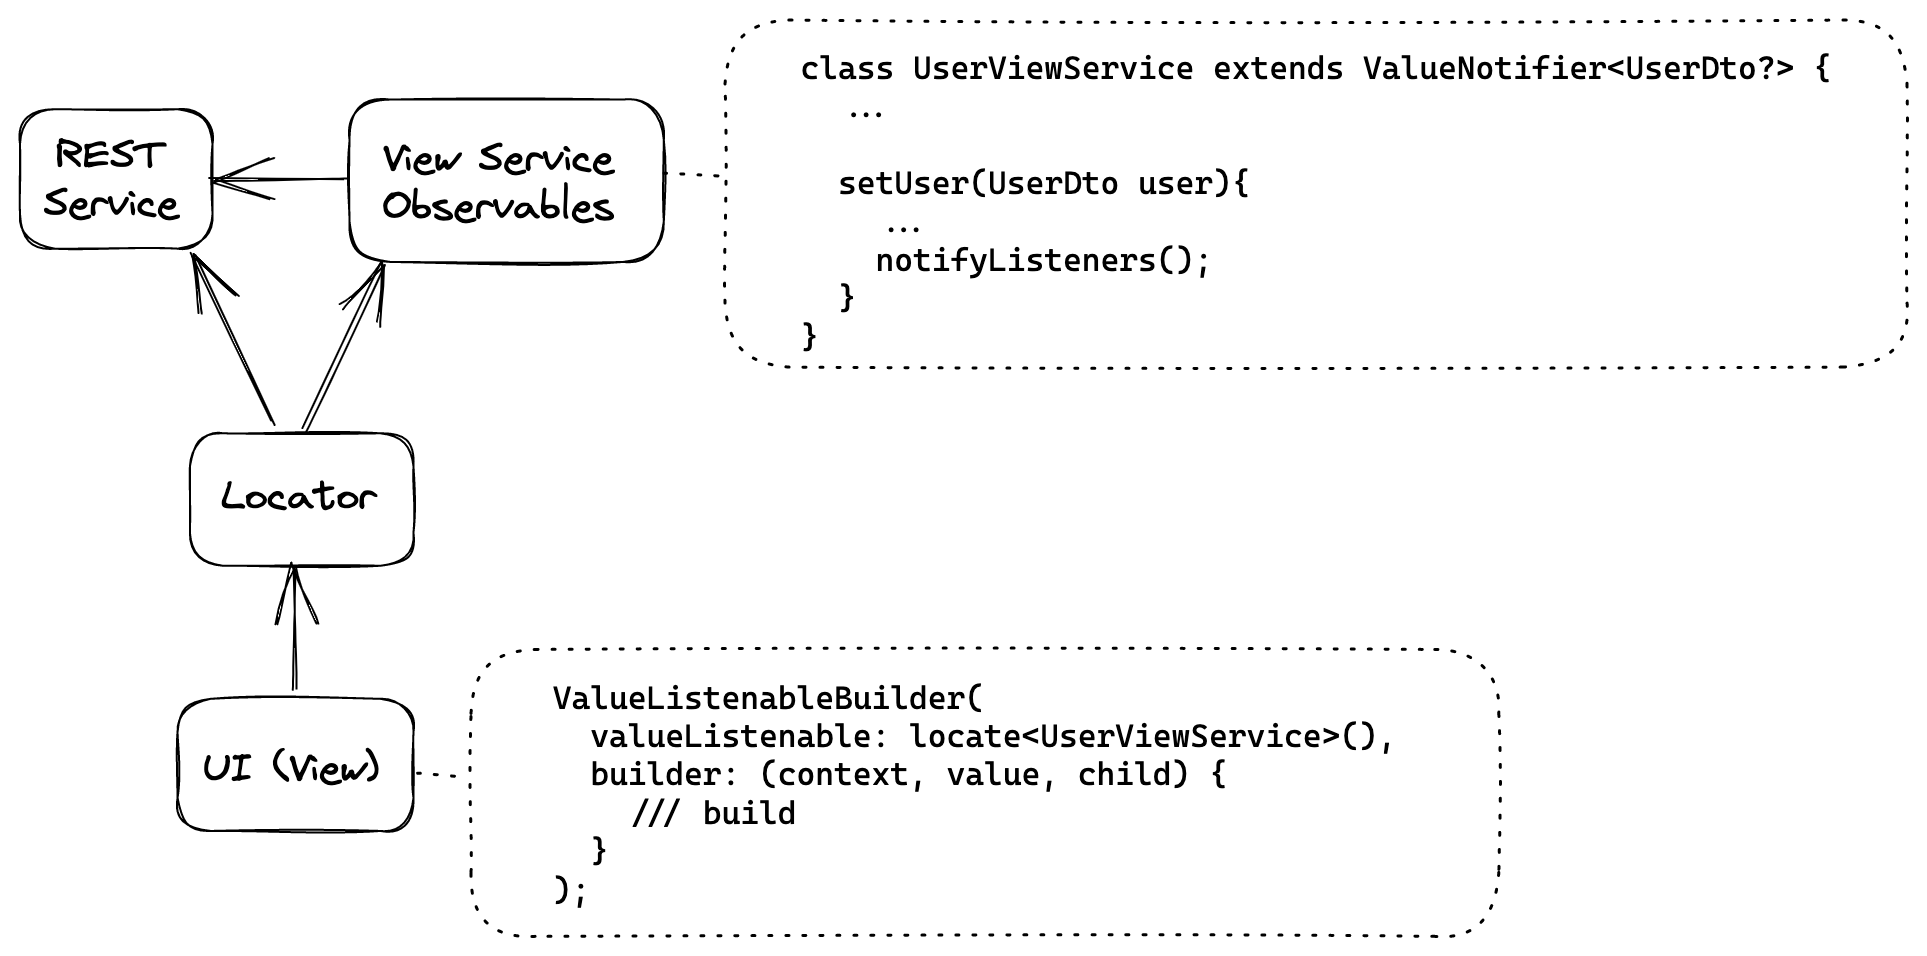 REST
Service
View Service
Observables
class UserViewService extends ValueNotifier<UserDto?> {
...
setUser(UserDto user){
...
notifyListeners();
}
}
Locator
UI (View)
ValueListenableBuilder(
valueListenable: locate<UserViewService>(),
builder: (context, value, child) {
/// build
}
);